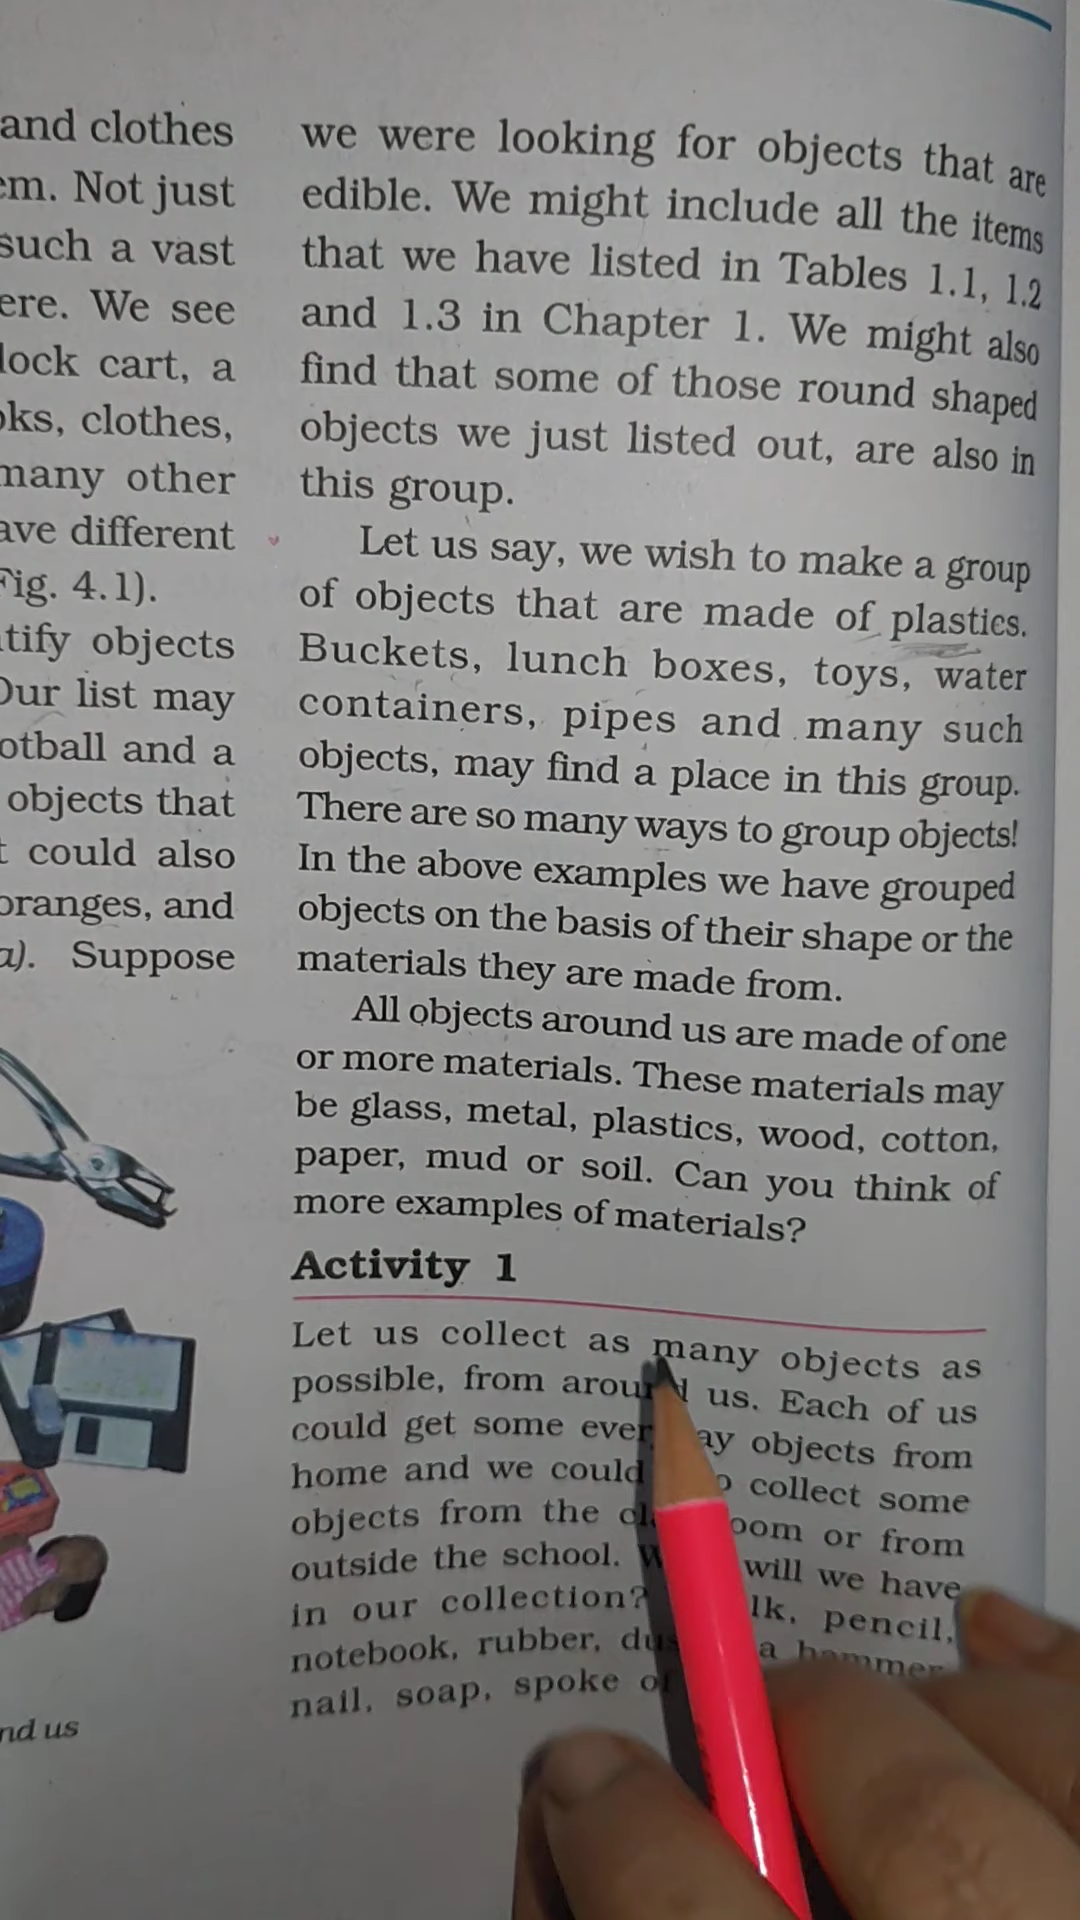 and clothes
em. Not just
such a vast
ere. We see
lock cart, a
oks, clothes,
many other
ave different
Fig. 4.1).
tify objects
Our list may
otball and a
objects that
t could also
oranges, and
a). Suppose
nd us
we were looking for objects that are
edible. We might include all the items
that we have listed in Tables 1.1, 1.2
and 1.3 in Chapter 1. We might also
find that some of those round shaped
objects we just listed out, are also in
this group.
Let us say, we wish to make a group
of objects that are made of plastics.
Buckets, lunch boxes, toys, water
containers, pipes and many such
objects, may find a place in this group.
There are so many ways to group objects!
In the above examples we have grouped
objects on the basis of their shape or the
materials they are made from.
All objects around us are made of one
or more materials. These materials may
be glass, metal, plastics, wood, cotton,
paper, mud or soil. Can you think of
more examples of materials?
Activity 1
Let us collect as many objects as
possible, from around us. Each of us
could get some objects from
home and we could collect some
objects from the or from
outside the school. will we have
in our collection? pencil,
notebook, rubber, a hammer
nail, soap, spoke